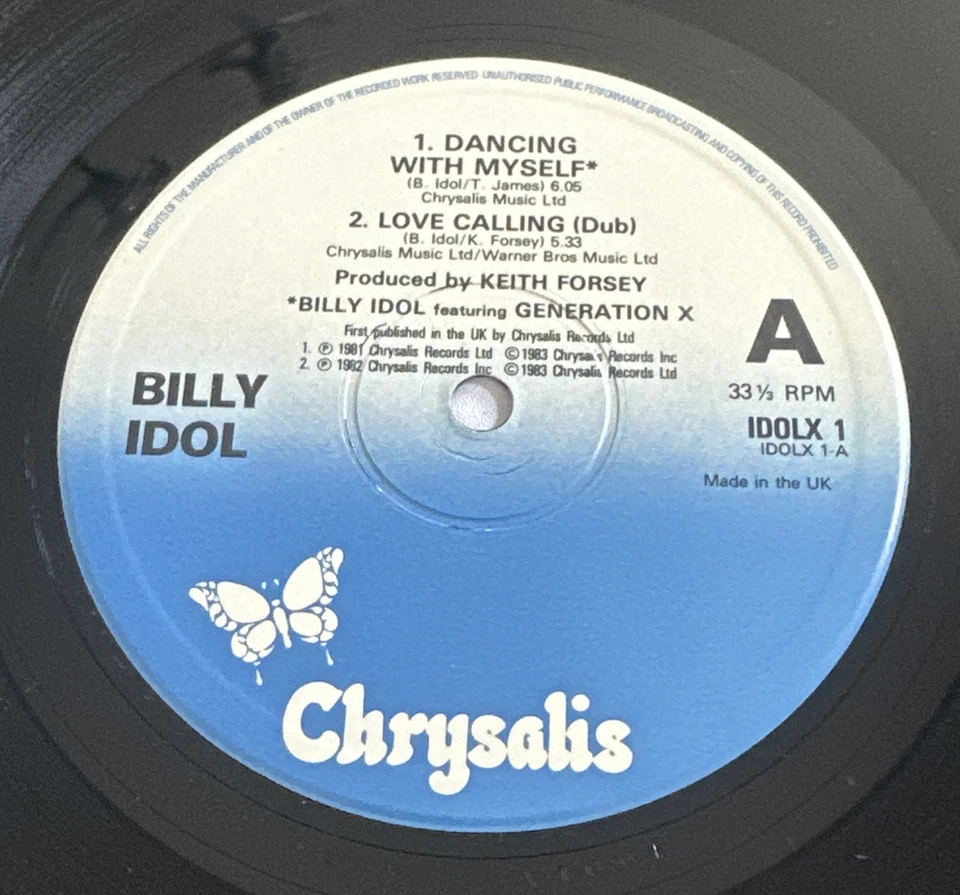 ALL RIGHTS OF THE MANUFACTURER AND OF THE OWNER OF THE RECORDED WORK RESERVED UNAUTHORISED PUBLIC PERFORMANCE BROADCASTING AND COPYING OF THIS RECORD PROHIBITED
1. DANCING
WITH MYSELF*
(B. Idol/T. James) 6.05
Chrysalis Music Ltd
2. LOVE CALLING (Dub)
(B. Idol/K. Forsey) 5.33
Chrysalis Music Ltd/Warner Bros Music Ltd
Produced by KEITH FORSEY
*BILLY IDOL featuring GENERATION X
First published in the UK by Chrysalis Records Ltd
1. ℗ 1981 Chrysalis Records Ltd ©1983 Chrysalis Records Inc
2. ℗ 1982 Chrysalis Records Inc ©1983 Chrysalis Records Ltd
BILLY
IDOL
A
33⅓ RPM
IDOLX 1
IDOLX 1-A
Made in the UK
Chrysalis